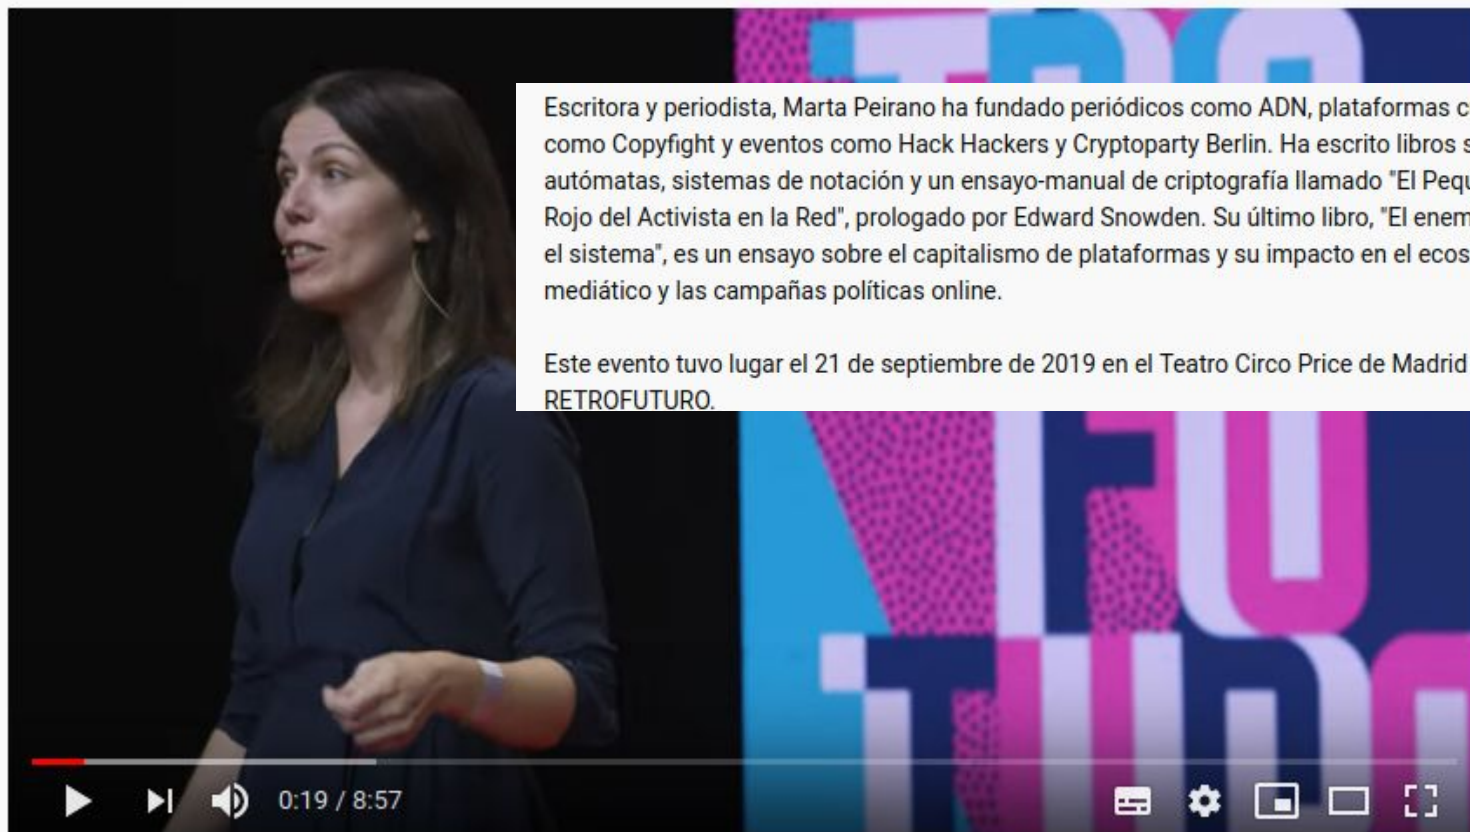 Escritora y periodista, Marta Peirano ha fundado periódicos como ADN, plataformas
como Copyfight y eventos como Hack Hackers y Cryptoparty Berlin. Ha escrito libros
autómatas, sistemas de notación y un ensayo-manual de criptografía llamado "El
Rojo del Activista en la Red", prologado por Edward Snowden. Su último libro, "El
el sistema", es un ensayo sobre el capitalismo de plataformas y su impacto en el
mediático y las campañas políticas online.
Este evento tuvo lugar el 21 de septiembre de 2019 en el Teatro Circo Price de Madrid
RETROFUTURO.
0:19 / 8:57